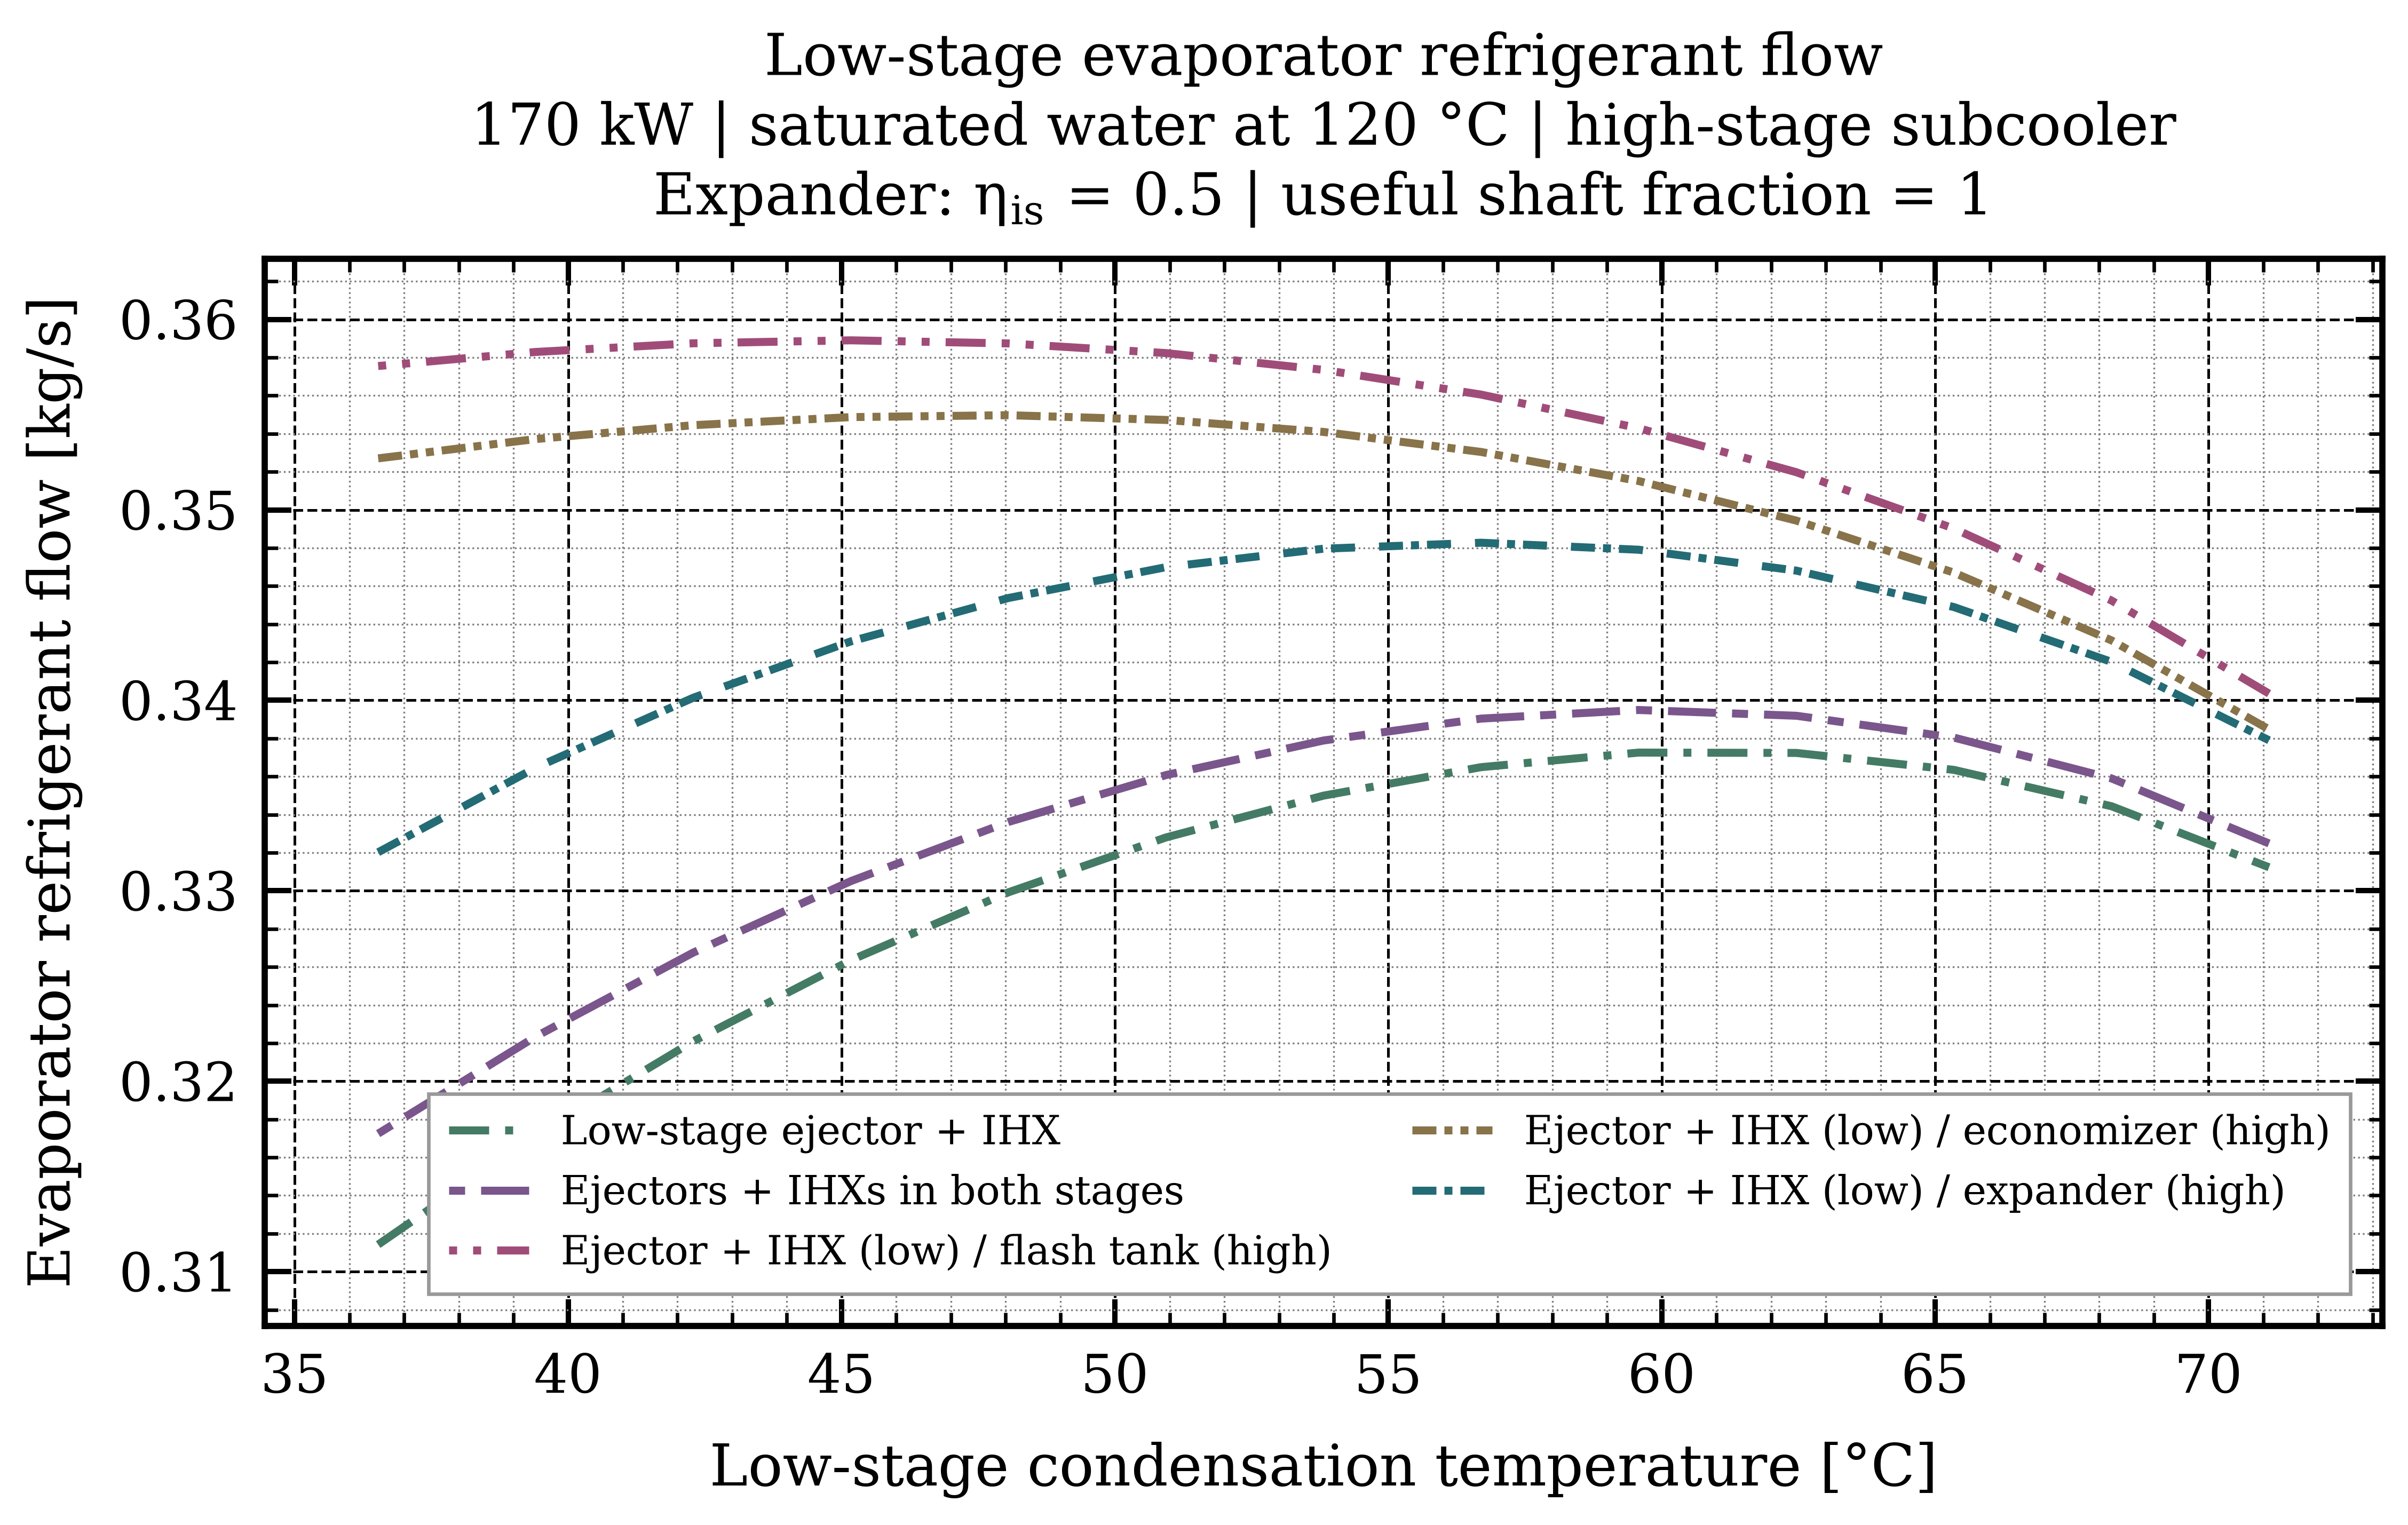 Low-stage evaporator refrigerant flow
170 kW | saturated water at 120 °C | high-stage subcooler
Expander: ηis = 0.5 | useful shaft fraction = 1
Evaporator refrigerant flow [kg/s]
0.36
0.35
0.34
0.33
0.32
0.31
Low-stage ejector + IHX
Ejectors + IHXs in both stages
Ejector + IHX (low) / flash tank (high)
Ejector + IHX (low) / economizer (high)
Ejector + IHX (low) / expander (high)
35 40 45 50 55 60 65 70
Low-stage condensation temperature [°C]